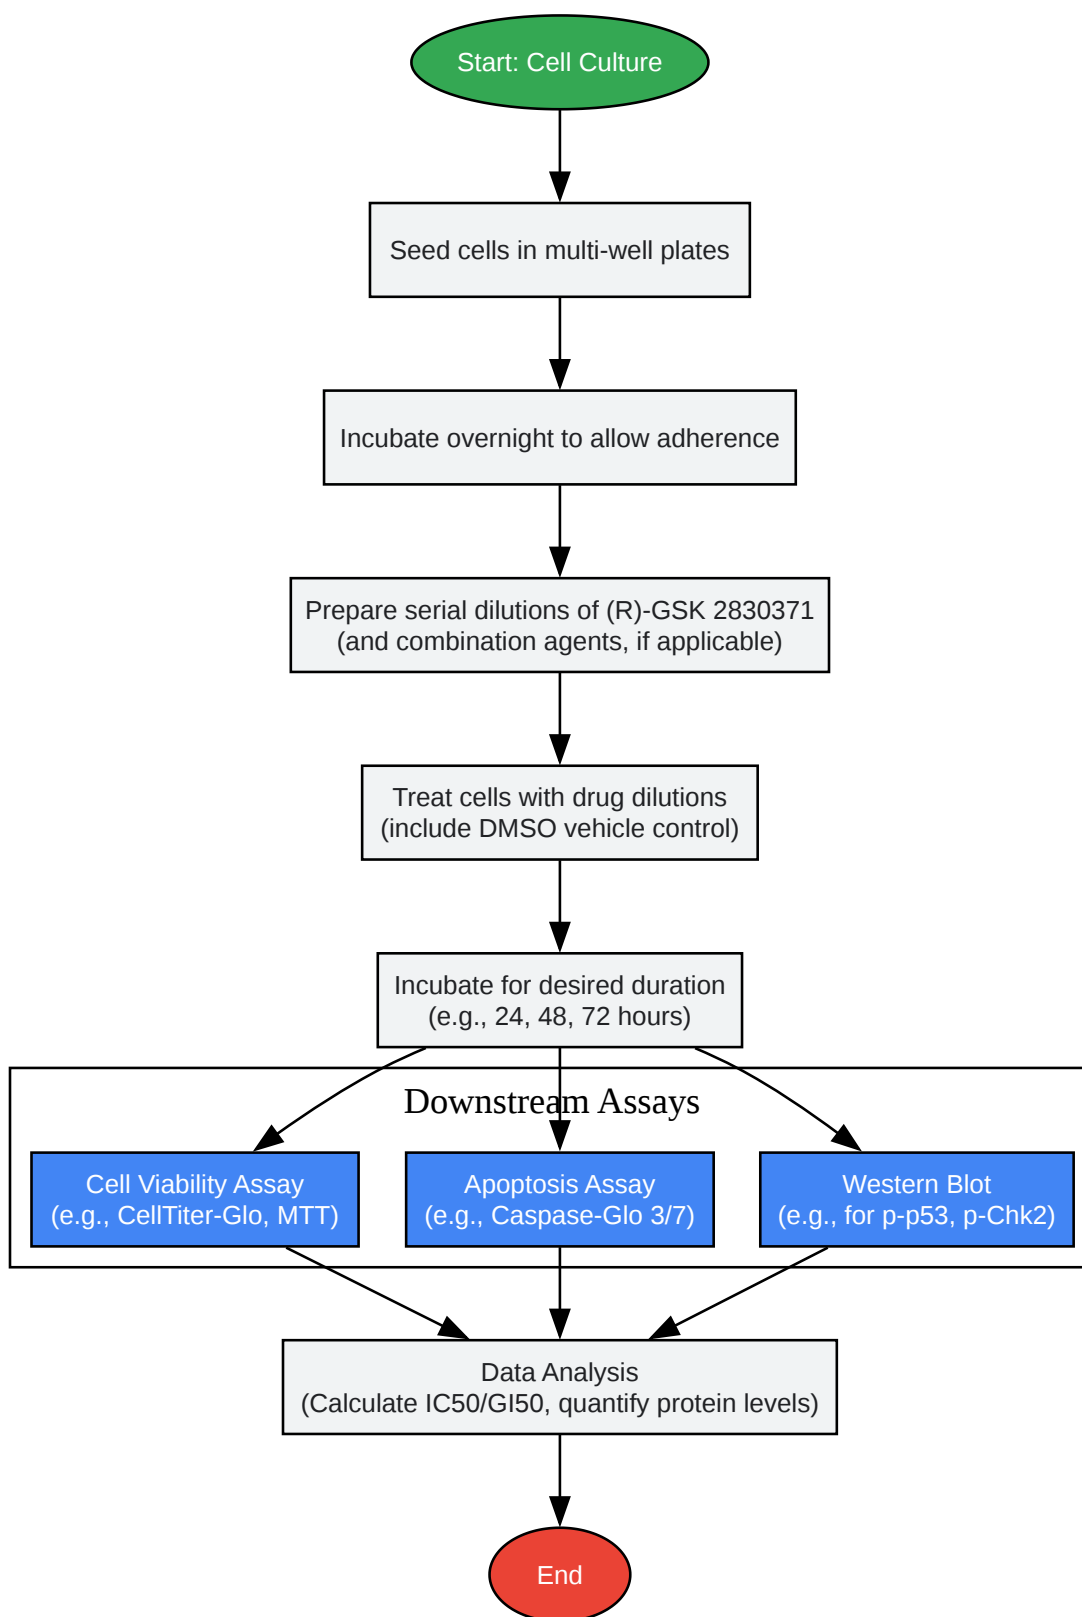 Start: Cell Culture
Seed cells in multi-well plates
Incubate overnight to allow adherence
Prepare serial dilutions of (R)-GSK 2830371
(and combination agents, if applicable)
Treat cells with drug dilutions
(include DMSO vehicle control)
Incubate for desired duration
(e.g., 24, 48, 72 hours)
Downstream Assays
Cell Viability Assay
(e.g., CellTiter-Glo, MTT)
Apoptosis Assay
(e.g., Caspase-Glo 3/7)
Western Blot
(e.g., for p-p53, p-Chk2)
Data Analysis
(Calculate IC50/GI50, quantify protein levels)
End